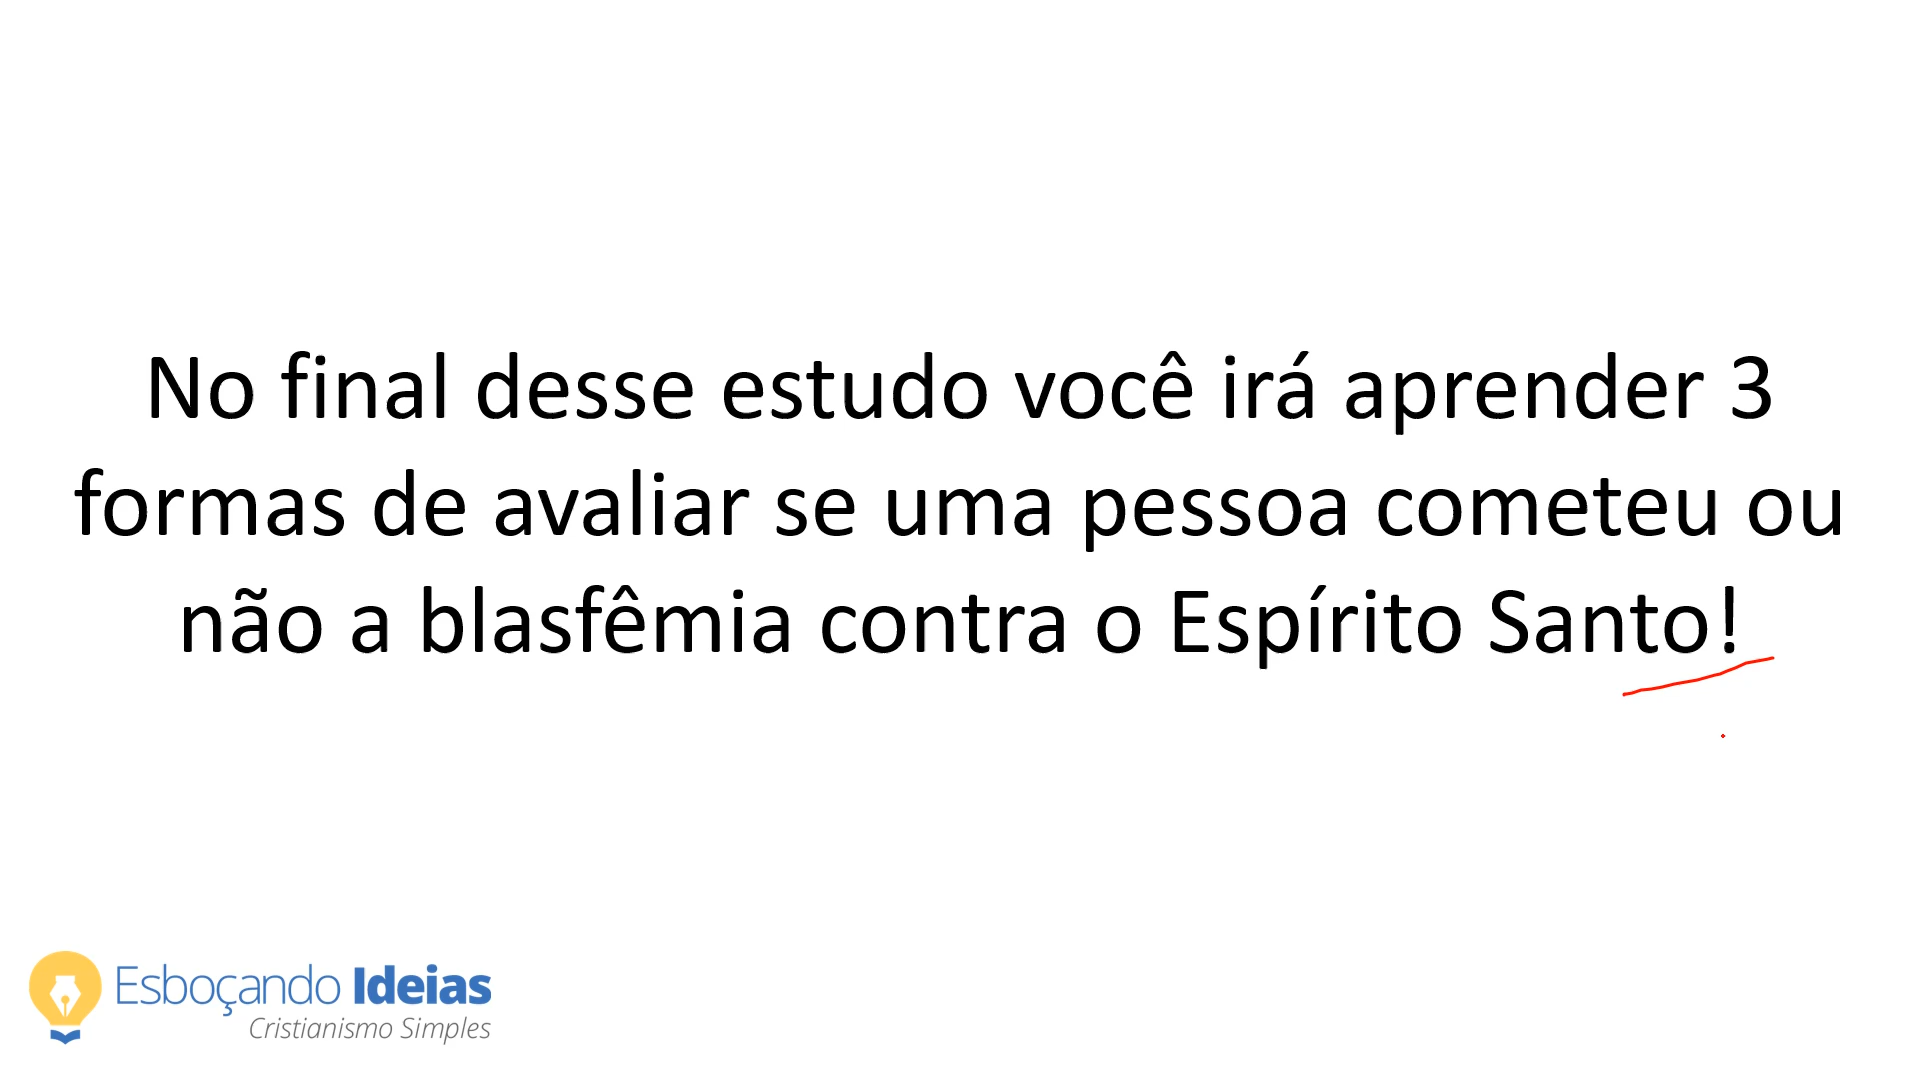 No final desse estudo você irá aprender 3
formas de avaliar se uma pessoa cometeu ou
não a blasfêmia contra o Espírito Santo!
Esboçando Ideias
Cristianismo Simples